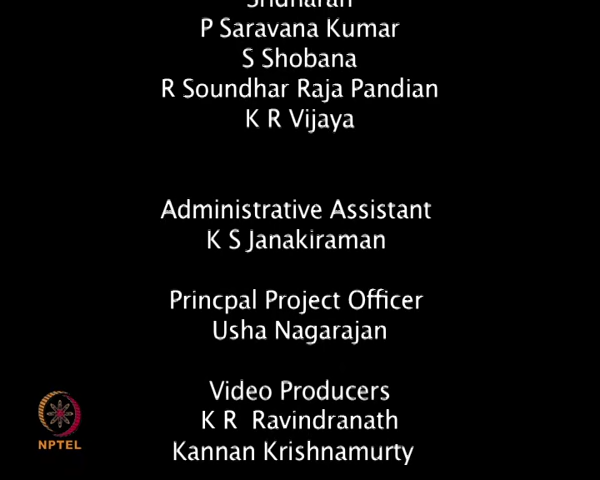 Sridharan
P Saravana Kumar
S Shobana
R Soundhar Raja Pandian
K R Vijaya
Administrative Assistant
K S Janakiraman
Princpal Project Officer
Usha Nagarajan
Video Producers
K R Ravindranath
Kannan Krishnamurty
NPTEL